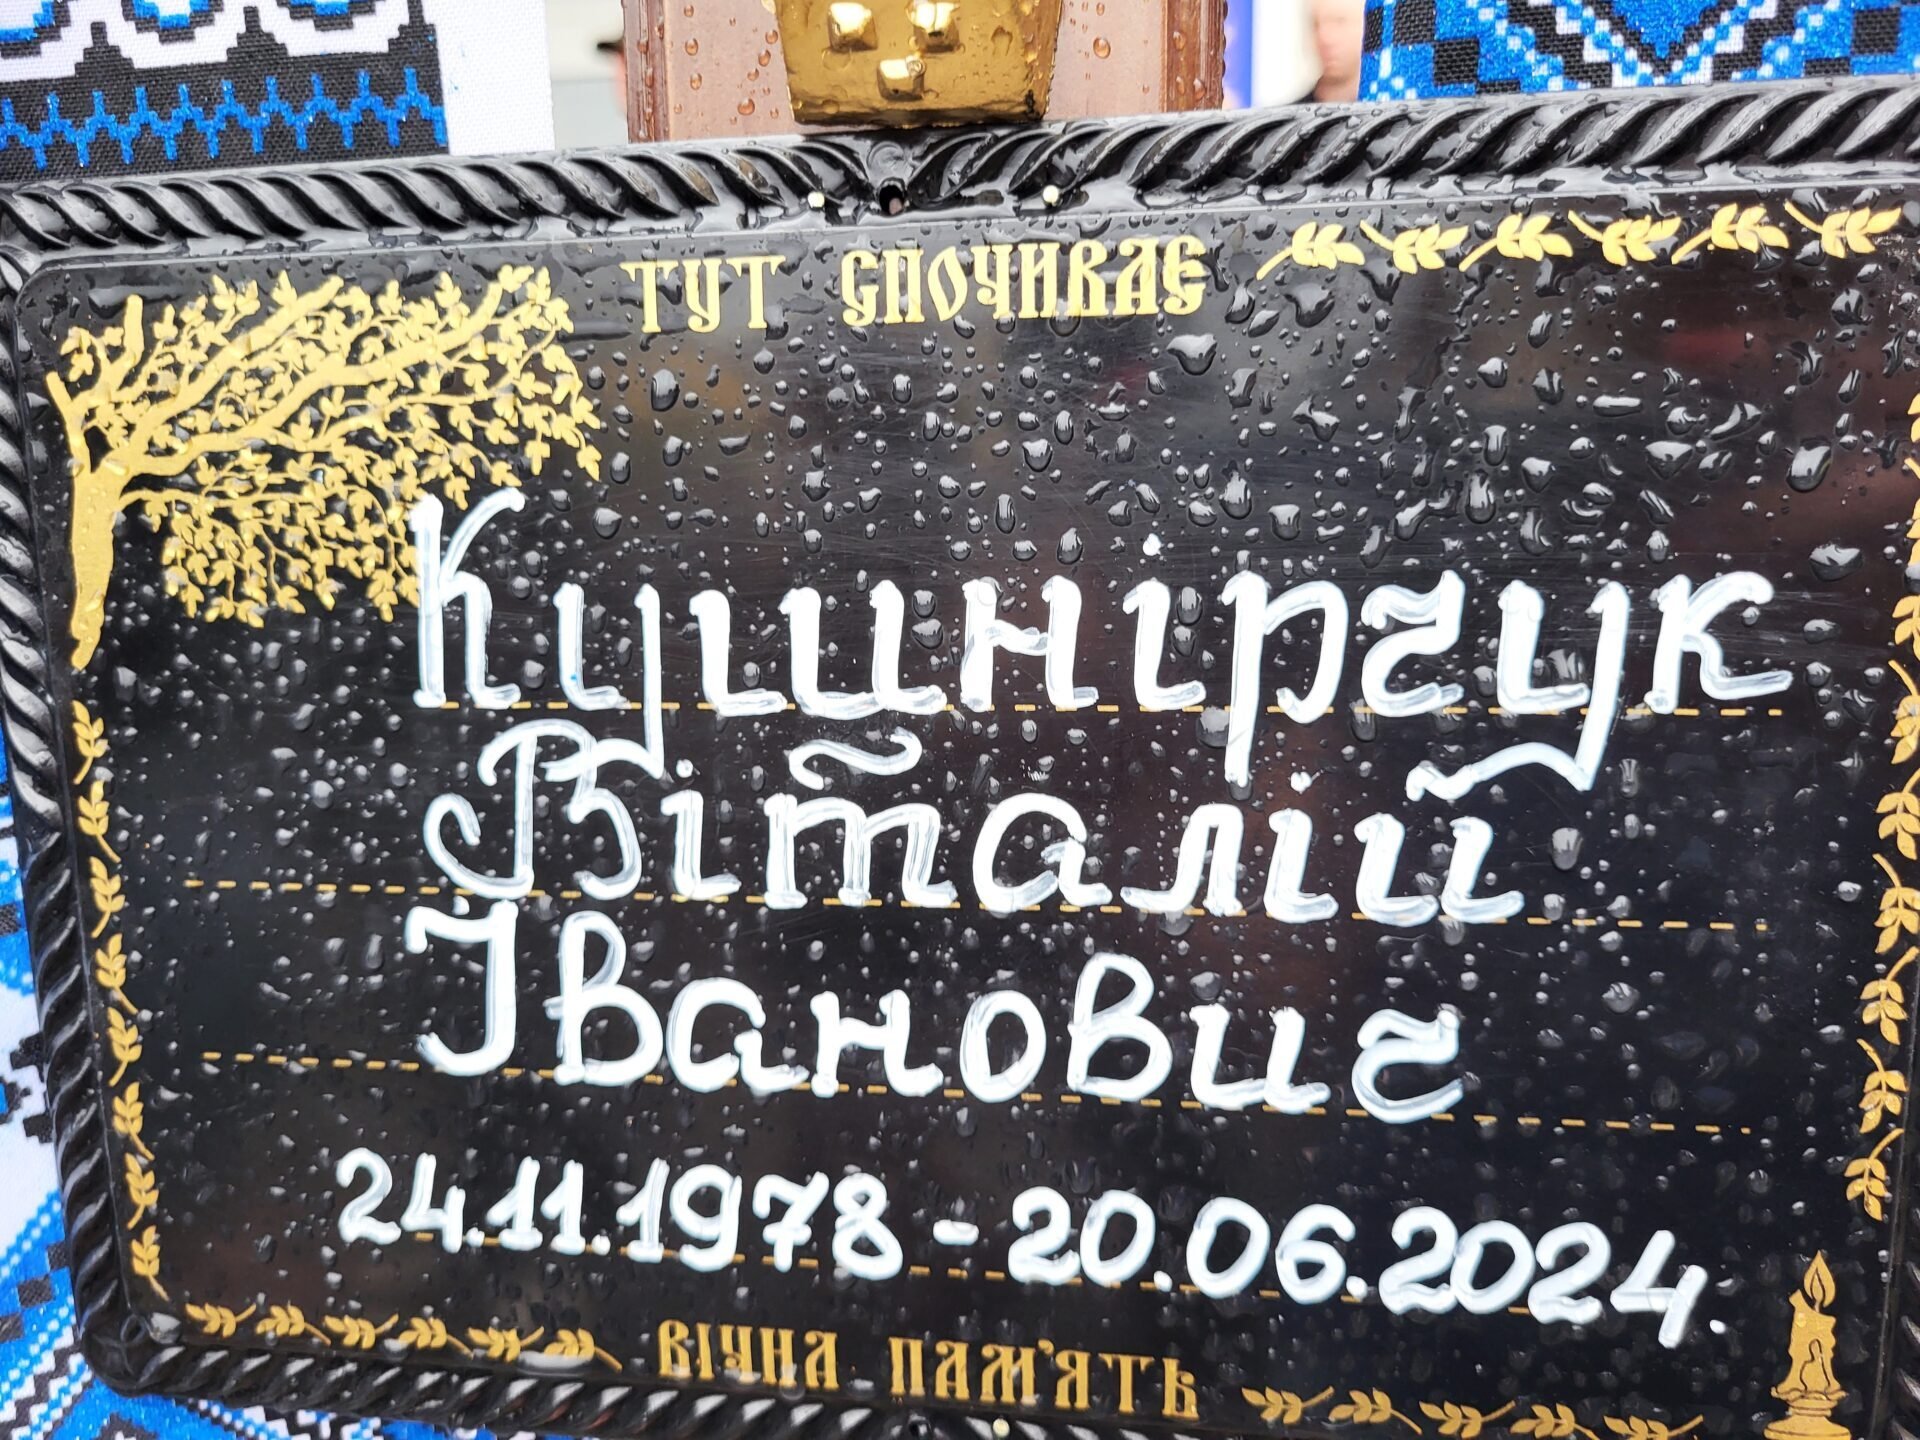 ТУТ СПОЧИВАЄ
Кушнірчук
Віталій
Іванович
24.11.1978 - 20.06.2024.
ВІЧНА ПАМ'ЯТЬ